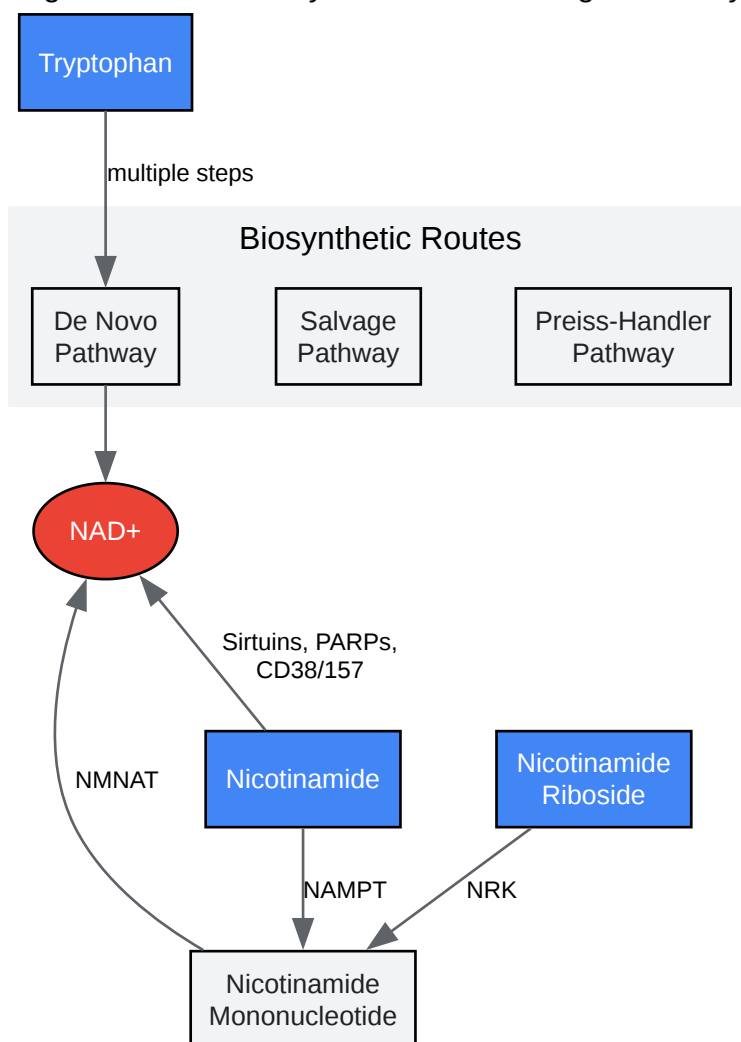 Tryptophan
multiple steps
Biosynthetic Routes
De Novo
Pathway
Salvage
Pathway
Preiss-Handler
Pathway
NAD+
Sirtuins, PARPs,
CD38/157
NMNAT
Nicotinamide
Nicotinamide
Riboside
NAMPT
NRK
Nicotinamide
Mononucleotide